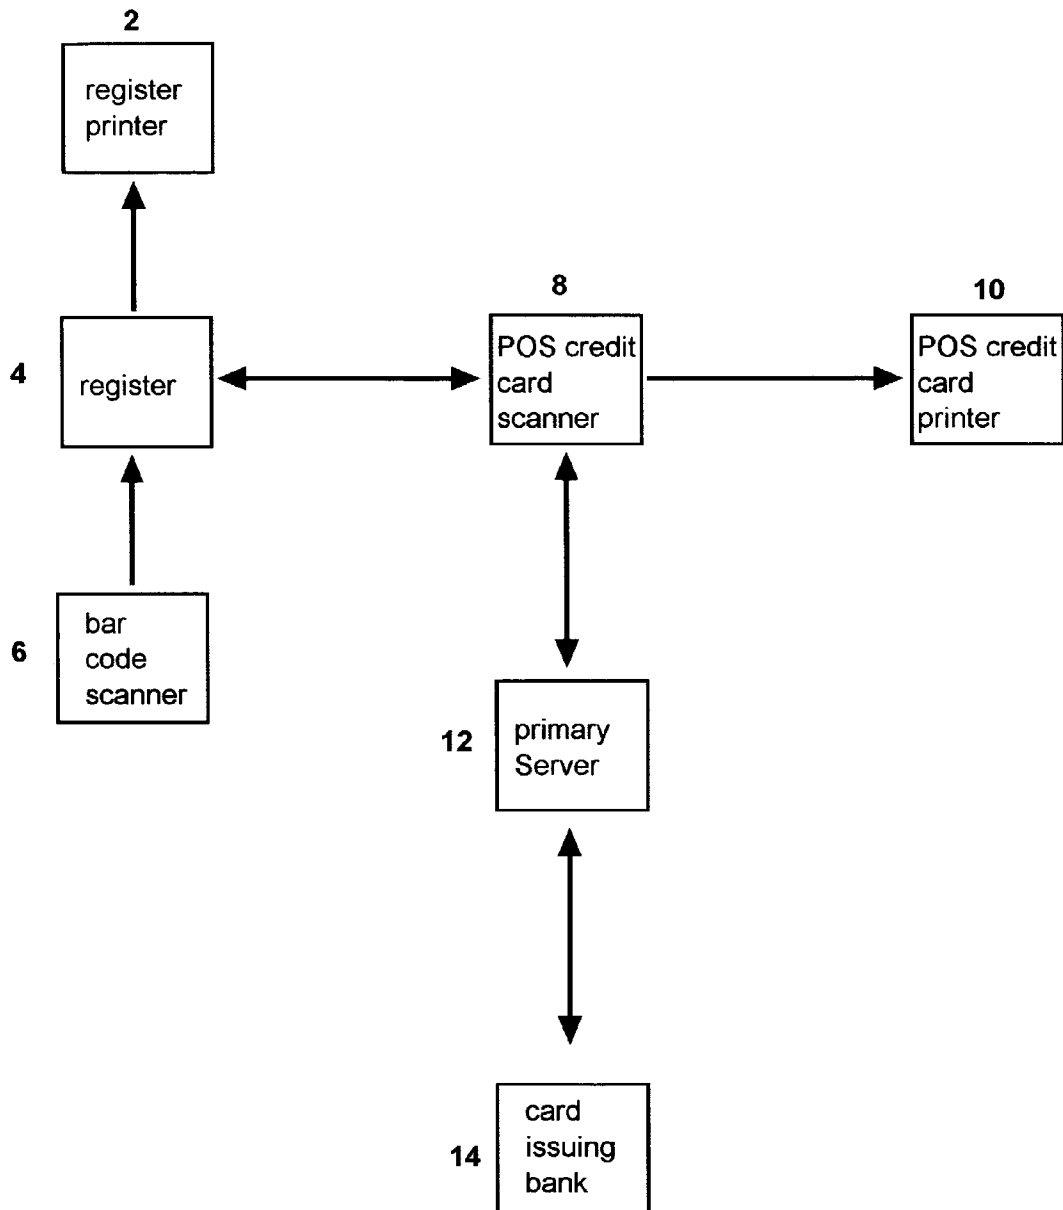 2
register
printer
8
10
4
register
POS credit
card
scanner
POS credit
card
printer
6
bar
code
scanner
12
primary
Server
14
card
issuing
bank